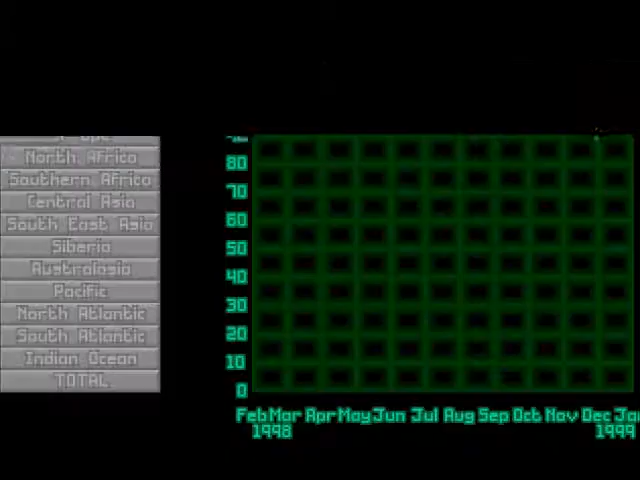 North Africa
Southern Africa
Central Asia
South East Asia
Siberia
Australasia
Pacific
North Atlantic
South Atlantic
Indian Ocean
TOTAL
80
70
60
50
40
30
20
10
0
Feb Mar Apr May Jun Jul Aug Sep Oct Nov Dec
1998 1999